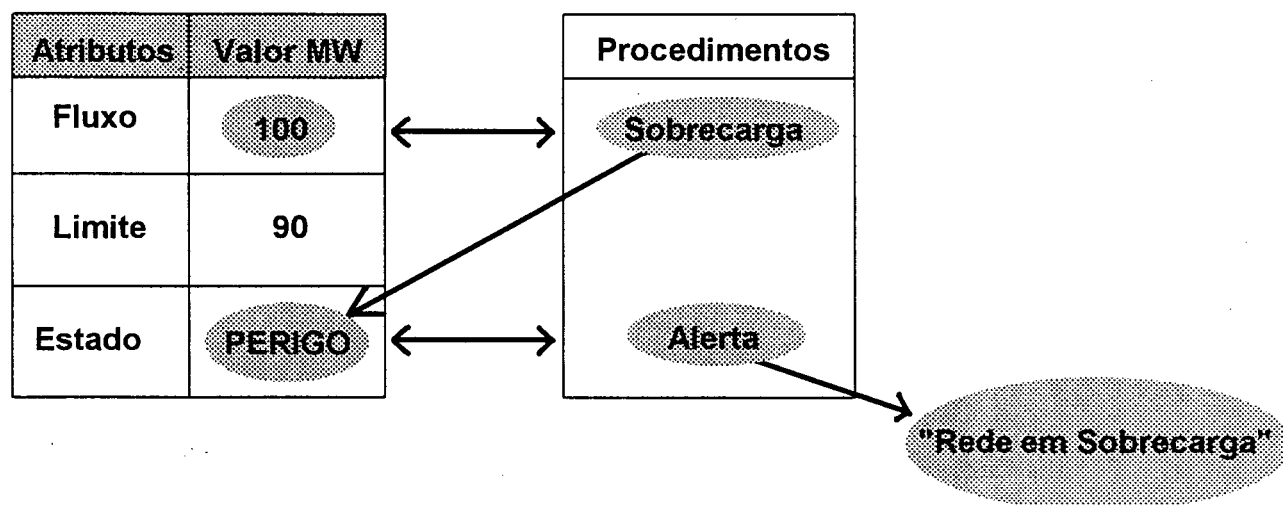 Atributos Valor MW Procedimentos
Fluxo 100 Sobrecarga
Limite 90
Estado PERIGO Alerta
"Rede em Sobrecarga"